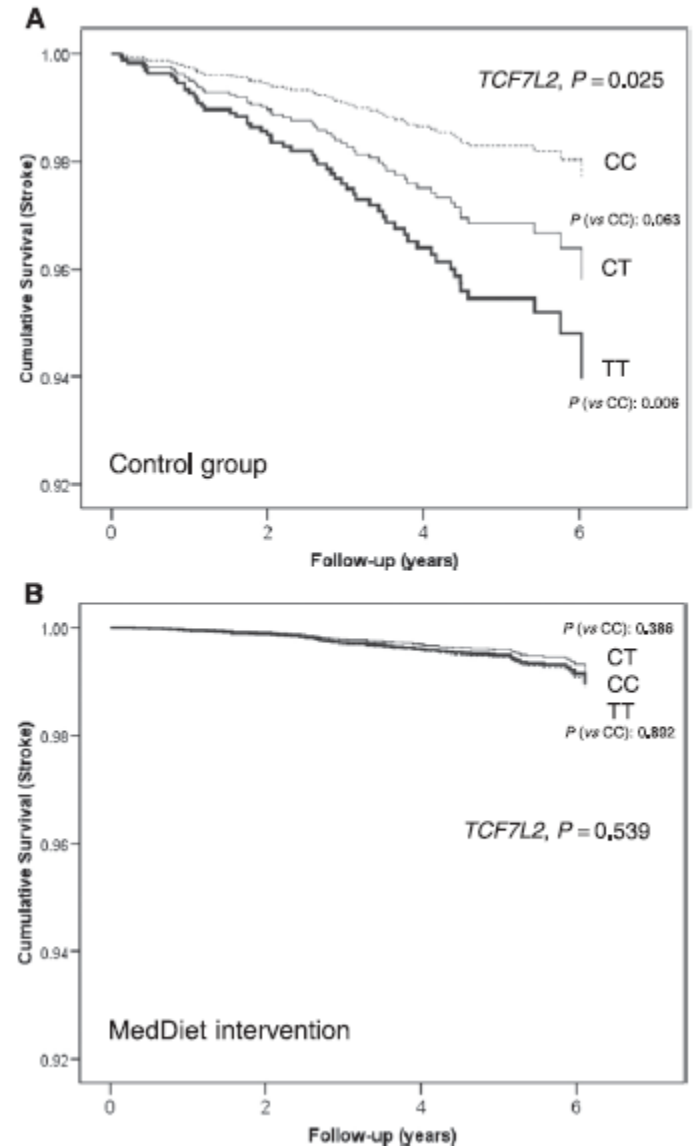 A
1.00
0.98
0.96
0.94
0.92
Cumulative Survival (Stroke)
TCF7L2, P = 0.025
CC
P (vs CC): 0.063
CT
TT
P (vs CC): 0.006
Control group
0
2
4
6
Follow-up (years)
B
1.00
0.98
0.96
0.94
0.92
Cumulative Survival (Stroke)
P (vs CC): 0.386
CT
CC
TT
P (vs CC): 0.892
TCF7L2, P = 0.539
MedDiet intervention
0
2
4
6
Follow-up (years)